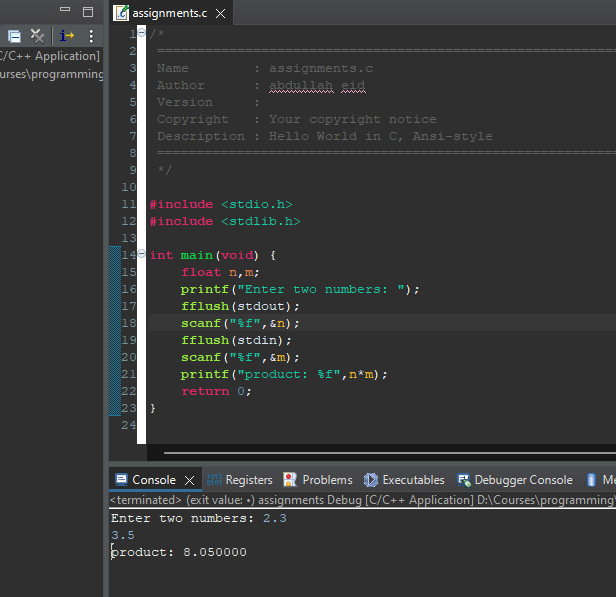 assignments.c
C/C++ Application]
urses\programming
1 /*
2 ==========================================================
3 Name : assignments.c
4 Author : abdullah eid
5 Version :
6 Copyright : Your copyright notice
7 Description : Hello World in C, Ansi-style
8 ==========================================================
9 */
10
11 #include <stdio.h>
12 #include <stdlib.h>
13
14 int main(void) {
15 float n,m;
16 printf("Enter two numbers: ");
17 fflush(stdout);
18 scanf("%f",&n);
19 fflush(stdin);
20 scanf("%f",&m);
21 printf("product: %f",n*m);
22 return 0;
23 }
24
Console Registers Problems Executables Debugger Console Me
<terminated> (exit value: •) assignments Debug [C/C++ Application] D:\Courses\programming\
Enter two numbers: 2.3
3.5
product: 8.050000